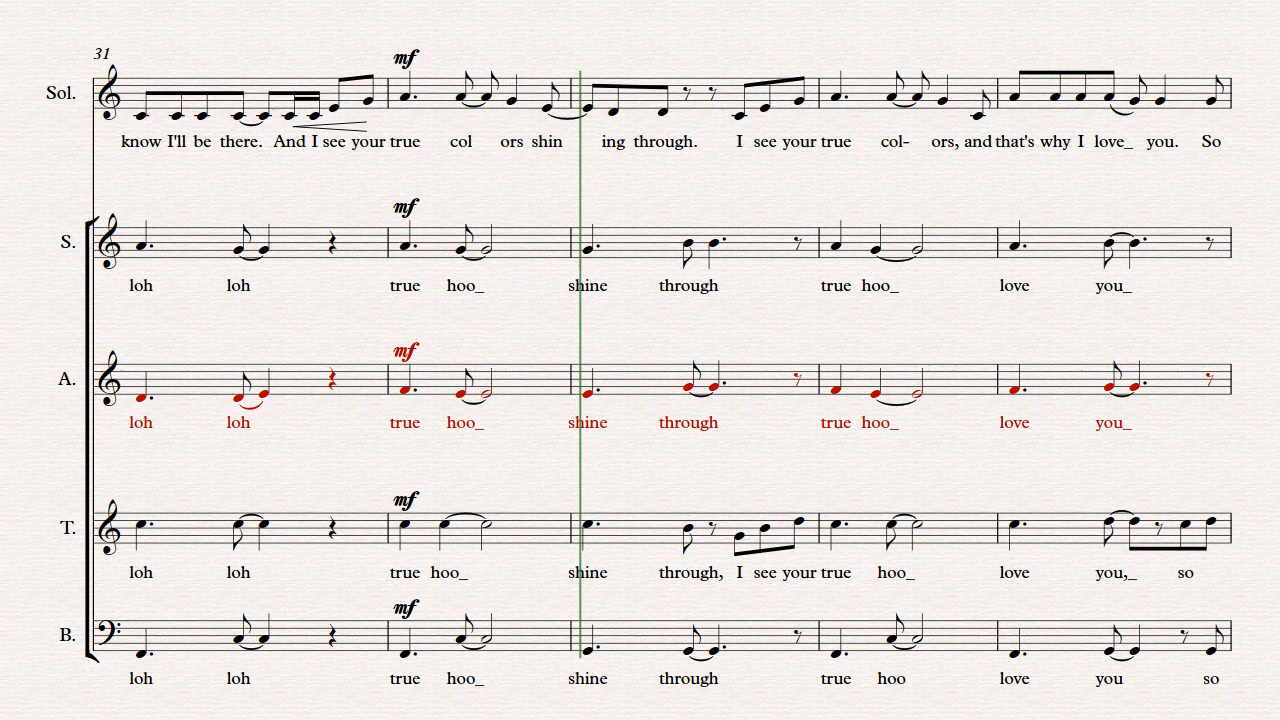 31
mf
Sol.
know I'll be there. And I see your true col ors shin ing through. I see your true col- ors, and that's why I love_ you. So
mf
S.
loh loh true hoo_ shine through true hoo_ love you_
mf
A.
loh loh true hoo_ shine through true hoo_ love you_
mf
T.
loh loh true hoo_ shine through, I see your true hoo_ love you,_ so
mf
B.
loh loh true hoo_ shine through true hoo love you so